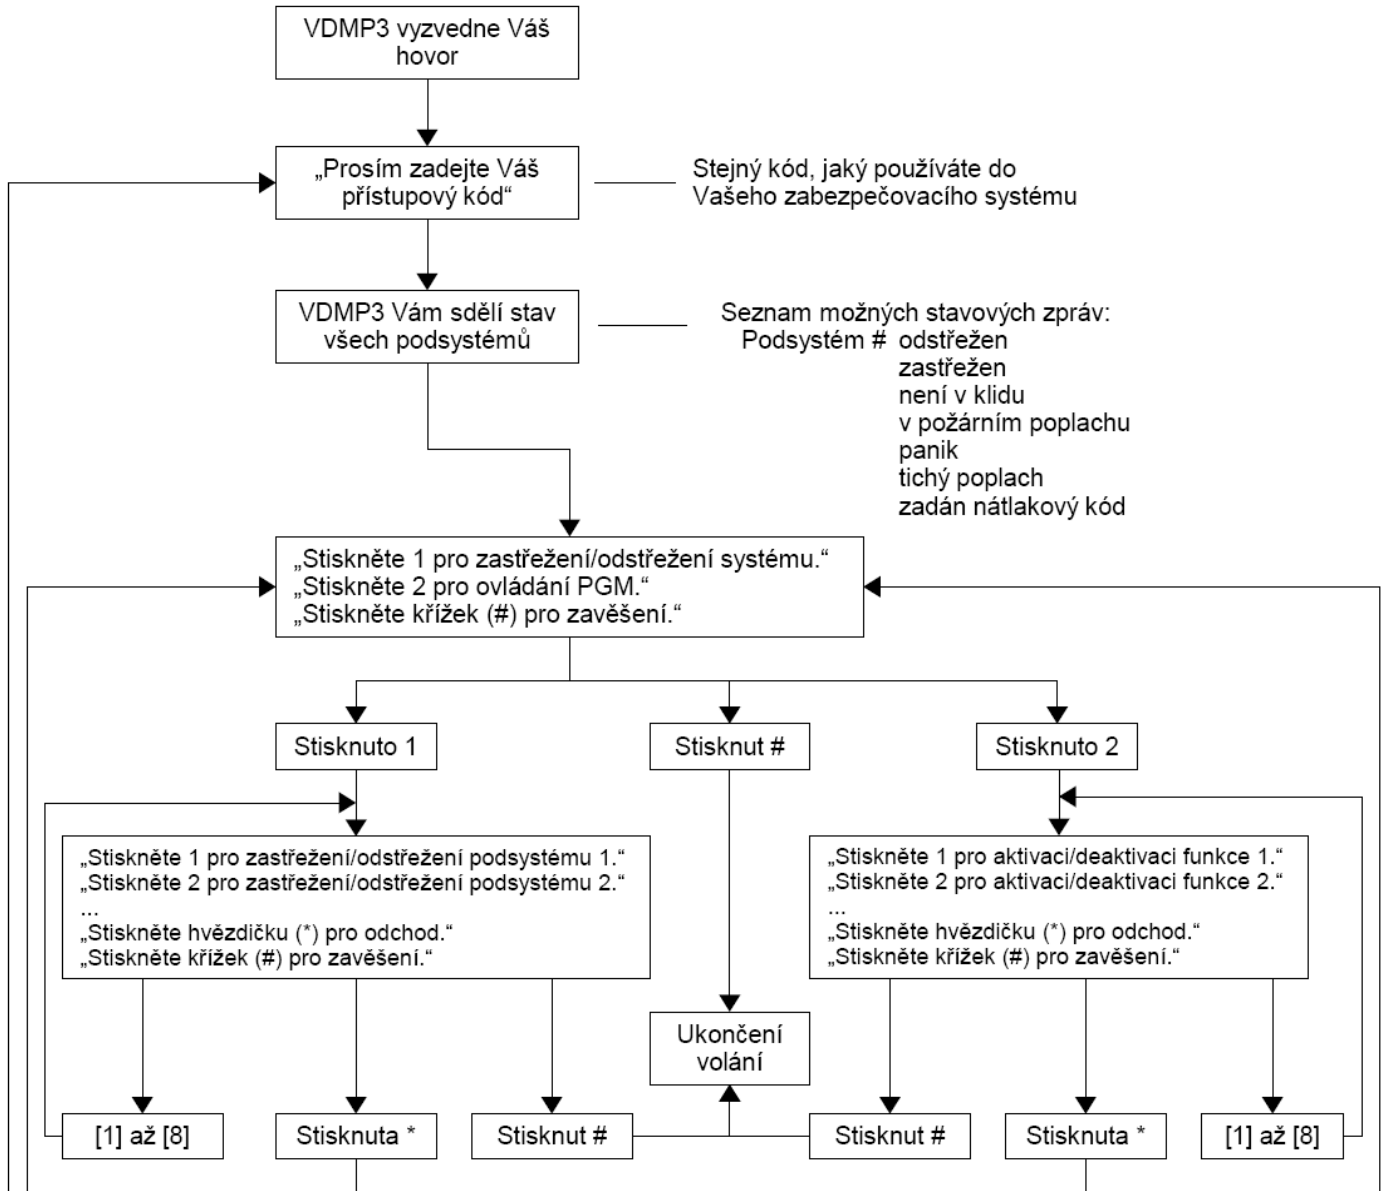 VDMP3 vyzvedne Váš
hovor
„Prosím zadejte Váš
přístupový kód“
Stejný kód, jaký používáte do
Vašeho zabezpečovacího systému
VDMP3 Vám sdělí stav
všech podsystémů
Seznam možných stavových zpráv:
Podsystém # odstřežen
zastřežen
není v klidu
v požárním poplachu
panik
tichý poplach
zadán nátlakový kód
„Stiskněte 1 pro zastřežení/odstřežení systému.“
„Stiskněte 2 pro ovládání PGM.“
„Stiskněte křížek (#) pro zavěšení.“
Stisknuto 1
Stisknut #
Stisknuto 2
„Stiskněte 1 pro zastřežení/odstřežení podsystému 1.“
„Stiskněte 2 pro zastřežení/odstřežení podsystému 2.“
...
„Stiskněte hvězdičku (*) pro odchod.“
„Stiskněte křížek (#) pro zavěšení.“
„Stiskněte 1 pro aktivaci/deaktivaci funkce 1.“
„Stiskněte 2 pro aktivaci/deaktivaci funkce 2.“
...
„Stiskněte hvězdičku (*) pro odchod.“
„Stiskněte křížek (#) pro zavěšení.“
Ukončení
volání
[1] až [8]
Stisknuta *
Stisknut #
Stisknut #
Stisknuta *
[1] až [8]